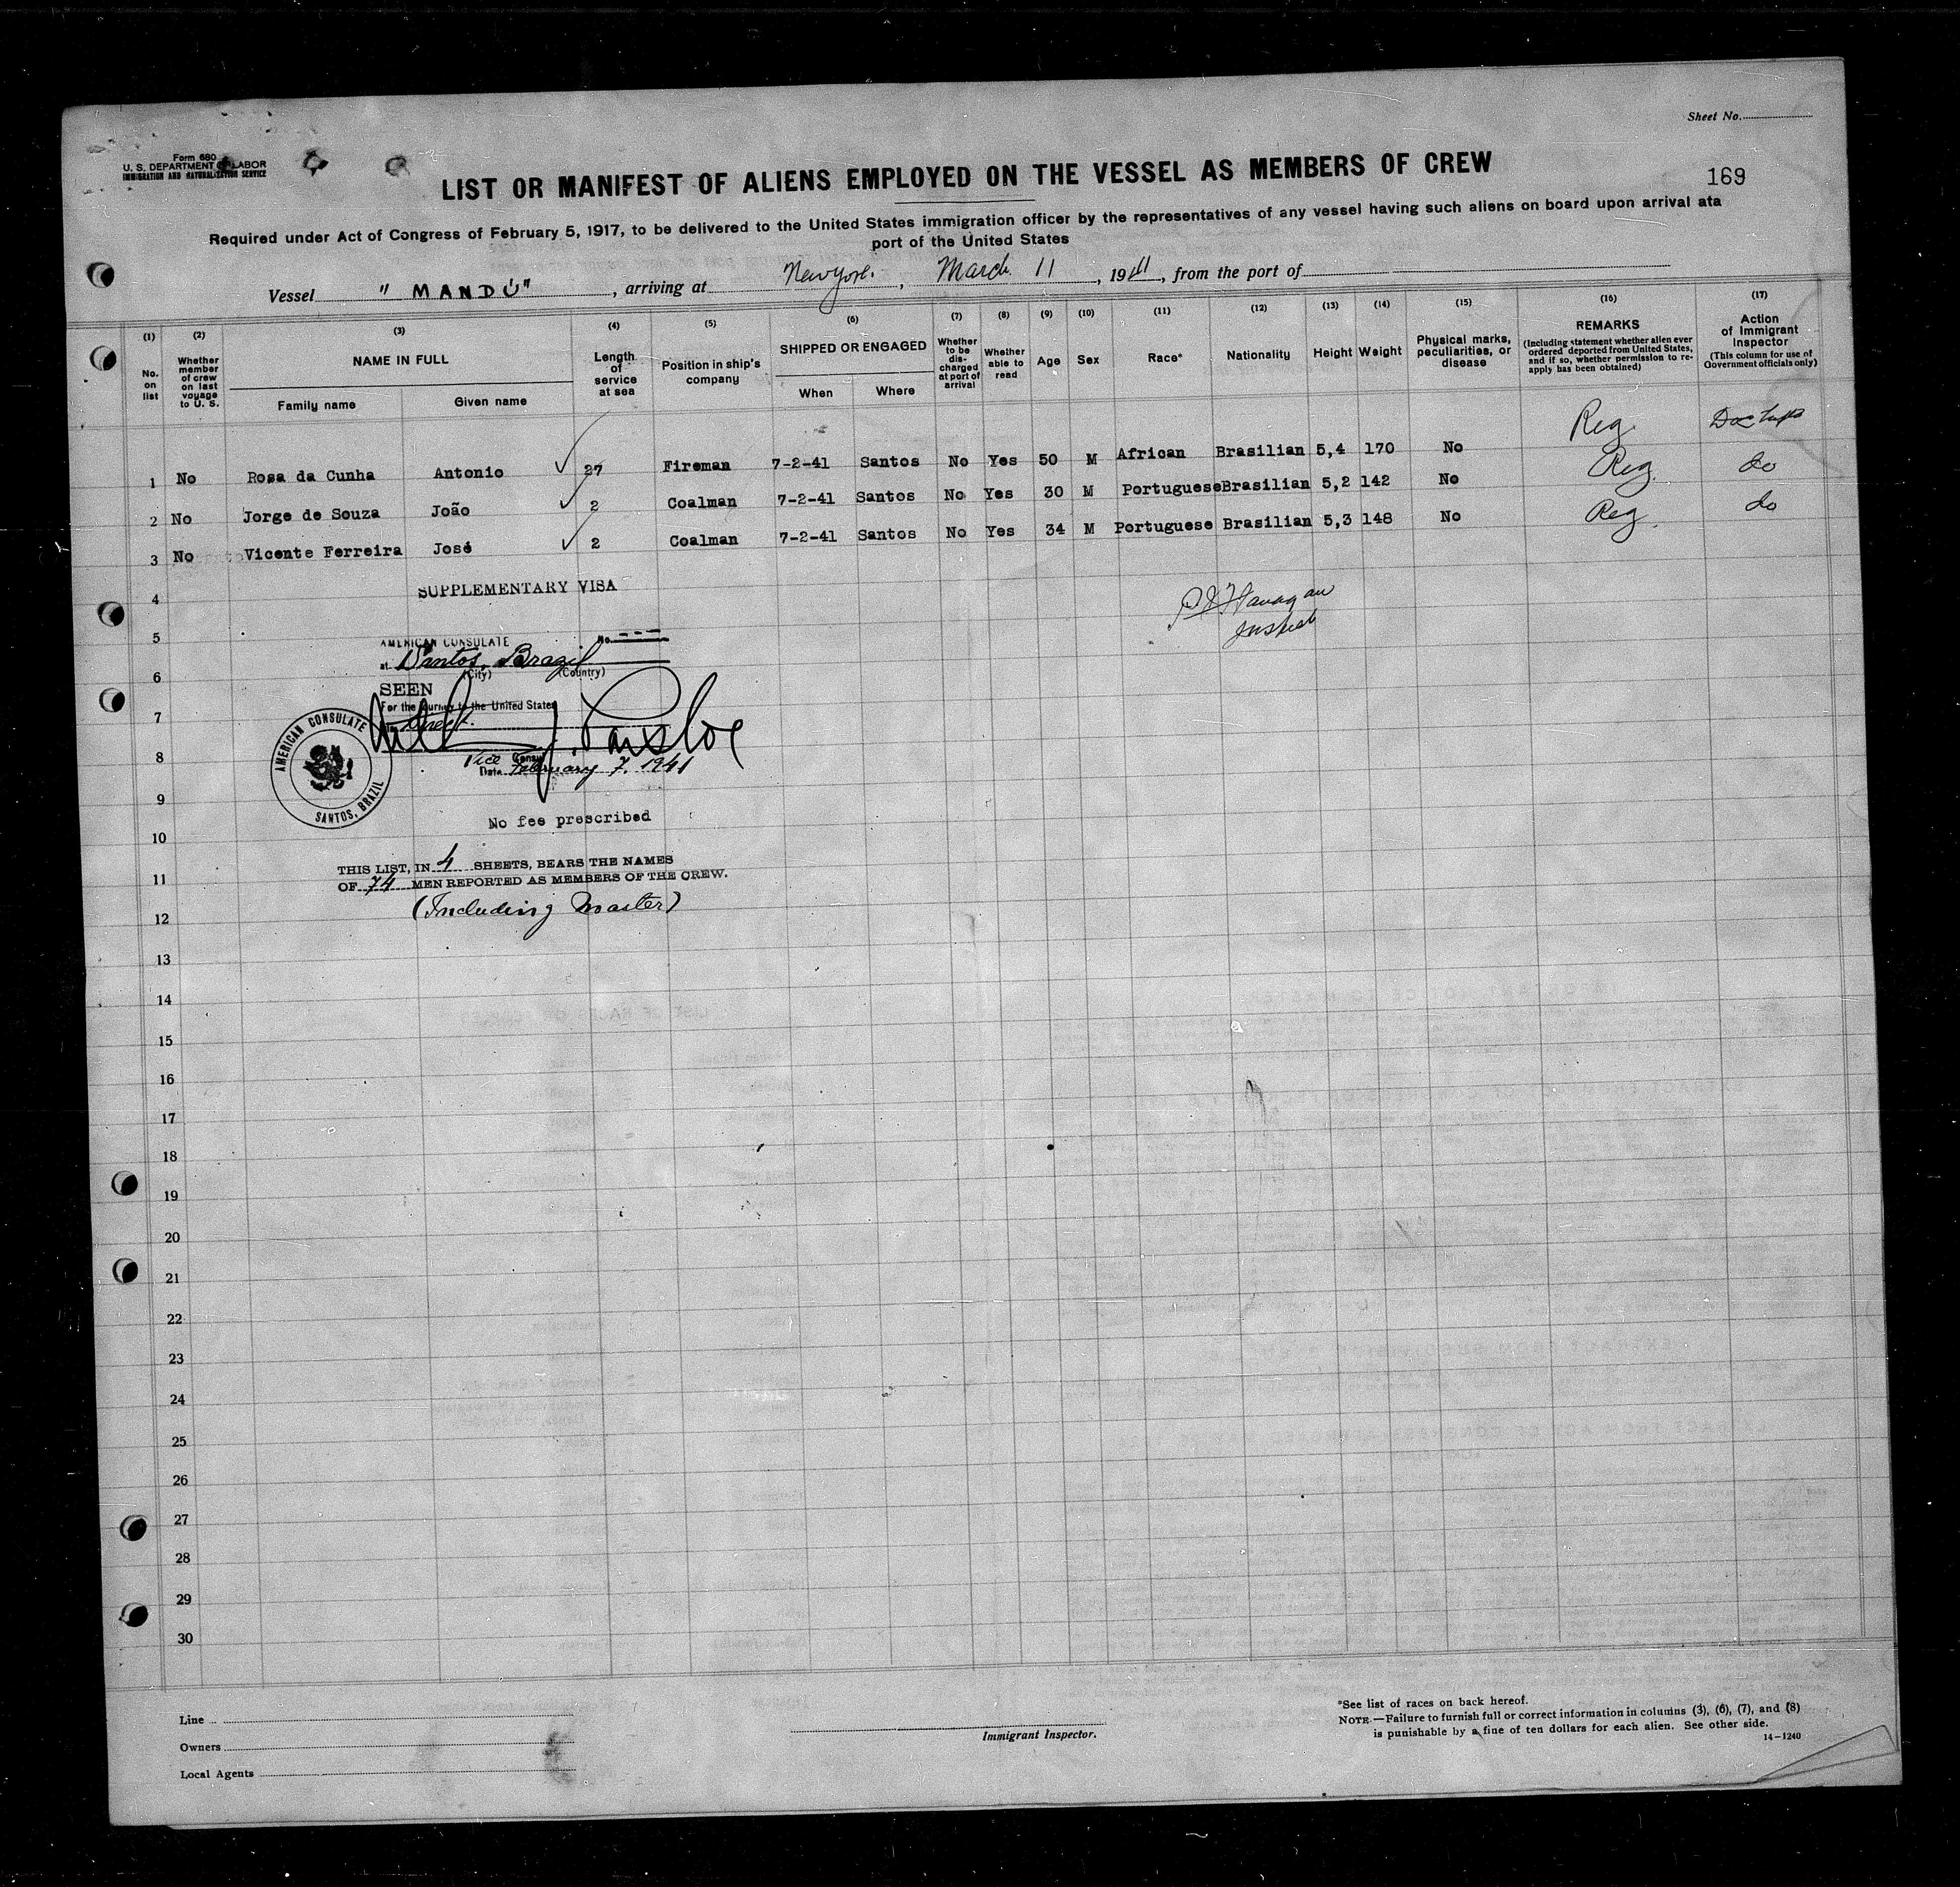 Sheet No.
Form 680
U. S. DEPARTMENT OF LABOR
IMMIGRATION AND NATURALIZATION SERVICE
LIST OR MANIFEST OF ALIENS EMPLOYED ON THE VESSEL AS MEMBERS OF CREW
169
Required under Act of Congress of February 5, 1917, to be delivered to the United States immigration officer by the representatives of any vessel having such aliens on board upon arrival ata
port of the United States
Vessel "MANDÚ", arriving at New York, March 11, 1941, from the port of
(1) (2) (3) (4) (5) (6) (7) (8) (9) (10) (11) (12) (13) (14) (15) (16) (17)
No. on list
Whether member of crew on last voyage to U. S.
NAME IN FULL
Family name
Given name
Length of service at sea
Position in ship's company
SHIPPED OR ENGAGED
When
Where
Whether to be discharged at port of arrival
Whether able to read
Age
Sex
Race*
Nationality
Height
Weight
Physical marks, peculiarities, or disease
REMARKS
(Including statement whether alien ever ordered deported from United States, and if so, whether permission to re-apply has been obtained)
Action of Immigrant Inspector
(This column for use of Government officials only)
1 No Rosa da Cunha Antonio 27 Fireman 7-2-41 Santos No Yes 50 M African Brasilian 5,4 170 No Reg.
2 No Jorge de Souza João 2 Coalman 7-2-41 Santos No Yes 30 M Portuguese Brasilian 5,2 142 No Reg. do
3 No Vicente Ferreira José 2 Coalman 7-2-41 Santos No Yes 34 M Portuguese Brasilian 5,3 148 No Reg. do
4
SUPPLEMENTARY VISA
5
AMERICAN CONSULATE No. ---
at Santos, Brazil
(City) (Country)
6
SEEN
For the journey to the United States
7
8
Vice Consul
Date February 7, 1941
AMERICAN CONSULATE
SANTOS, BRAZIL
9
No fee prescribed
10
THIS LIST, IN 4 SHEETS, BEARS THE NAMES
11
OF 74 MEN REPORTED AS MEMBERS OF THE CREW.
(Including Master)
12
13
14
15
16
17
18
19
20
21
22
23
24
25
26
27
28
29
30
Line
Owners
Local Agents
Immigrant Inspector.
*See list of races on back hereof.
NOTE.—Failure to furnish full or correct information in columns (3), (6), (7), and (8)
is punishable by a fine of ten dollars for each alien. See other side.
14—1240